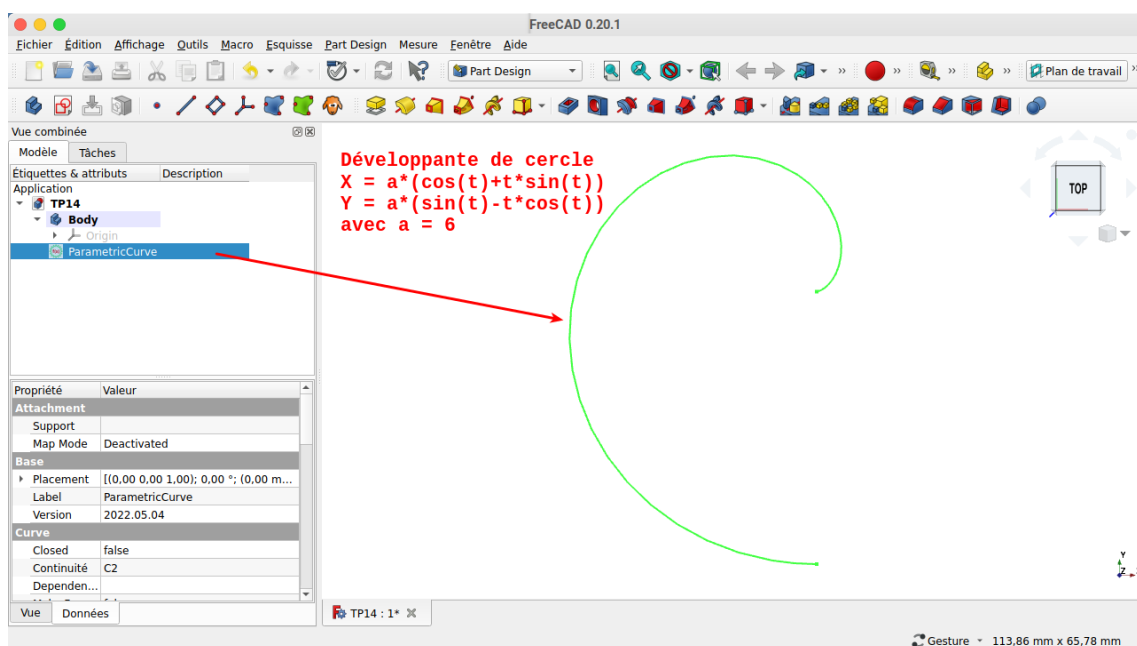 FreeCAD 0.20.1
Fichier Édition Affichage Outils Macro Esquisse Part Design Mesure Fenêtre Aide
Part Design » » » » Plan de travail »
Vue combinée
Modèle Tâches
Étiquettes & attributs Description
Application
TP14
Body
Origin
ParametricCurve
Développante de cercle
X = a*(cos(t)+t*sin(t))
Y = a*(sin(t)-t*cos(t))
avec a = 6
TOP
Propriété Valeur
Attachment
Support
Map Mode Deactivated
Base
Placement [(0,00 0,00 1,00); 0,00 °; (0,00 m...
Label ParametricCurve
Version 2022.05.04
Curve
Closed false
Continuité C2
Dependen...
Y
Z
Vue Données
TP14 : 1*
Gesture 113,86 mm x 65,78 mm